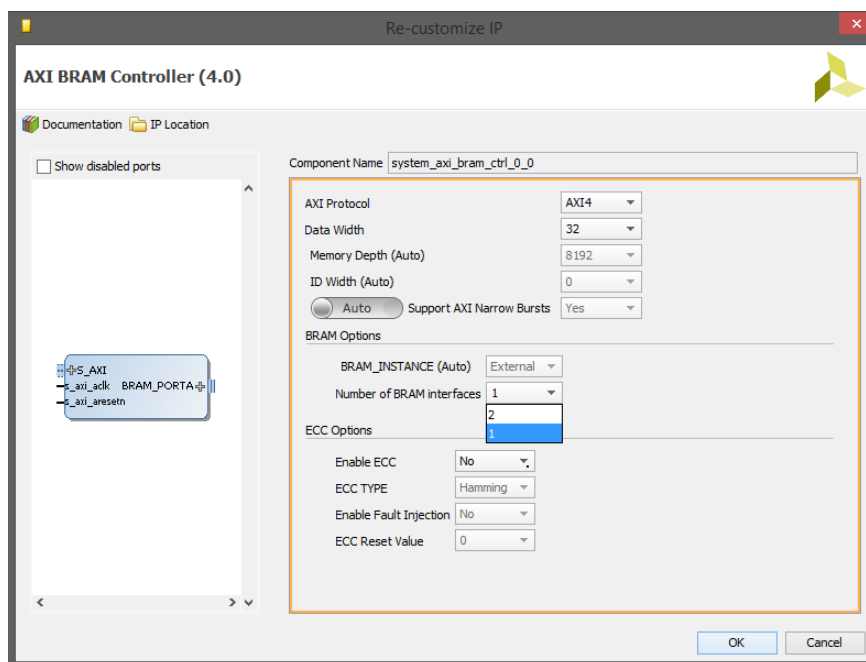 Re-customize IP
AXI BRAM Controller (4.0)
Documentation IP Location
Show disabled ports
Component Name system_axi_bram_ctrl_0_0
AXI Protocol AXI4
Data Width 32
Memory Depth (Auto) 8192
ID Width (Auto) 0
Auto Support AXI Narrow Bursts Yes
BRAM Options
BRAM_INSTANCE (Auto) External
Number of BRAM interfaces 1
2
1
ECC Options
Enable ECC No
ECC TYPE Hamming
Enable Fault Injection No
ECC Reset Value 0
S_AXI
s_axi_aclk BRAM_PORTA
s_axi_aresetn
OK Cancel